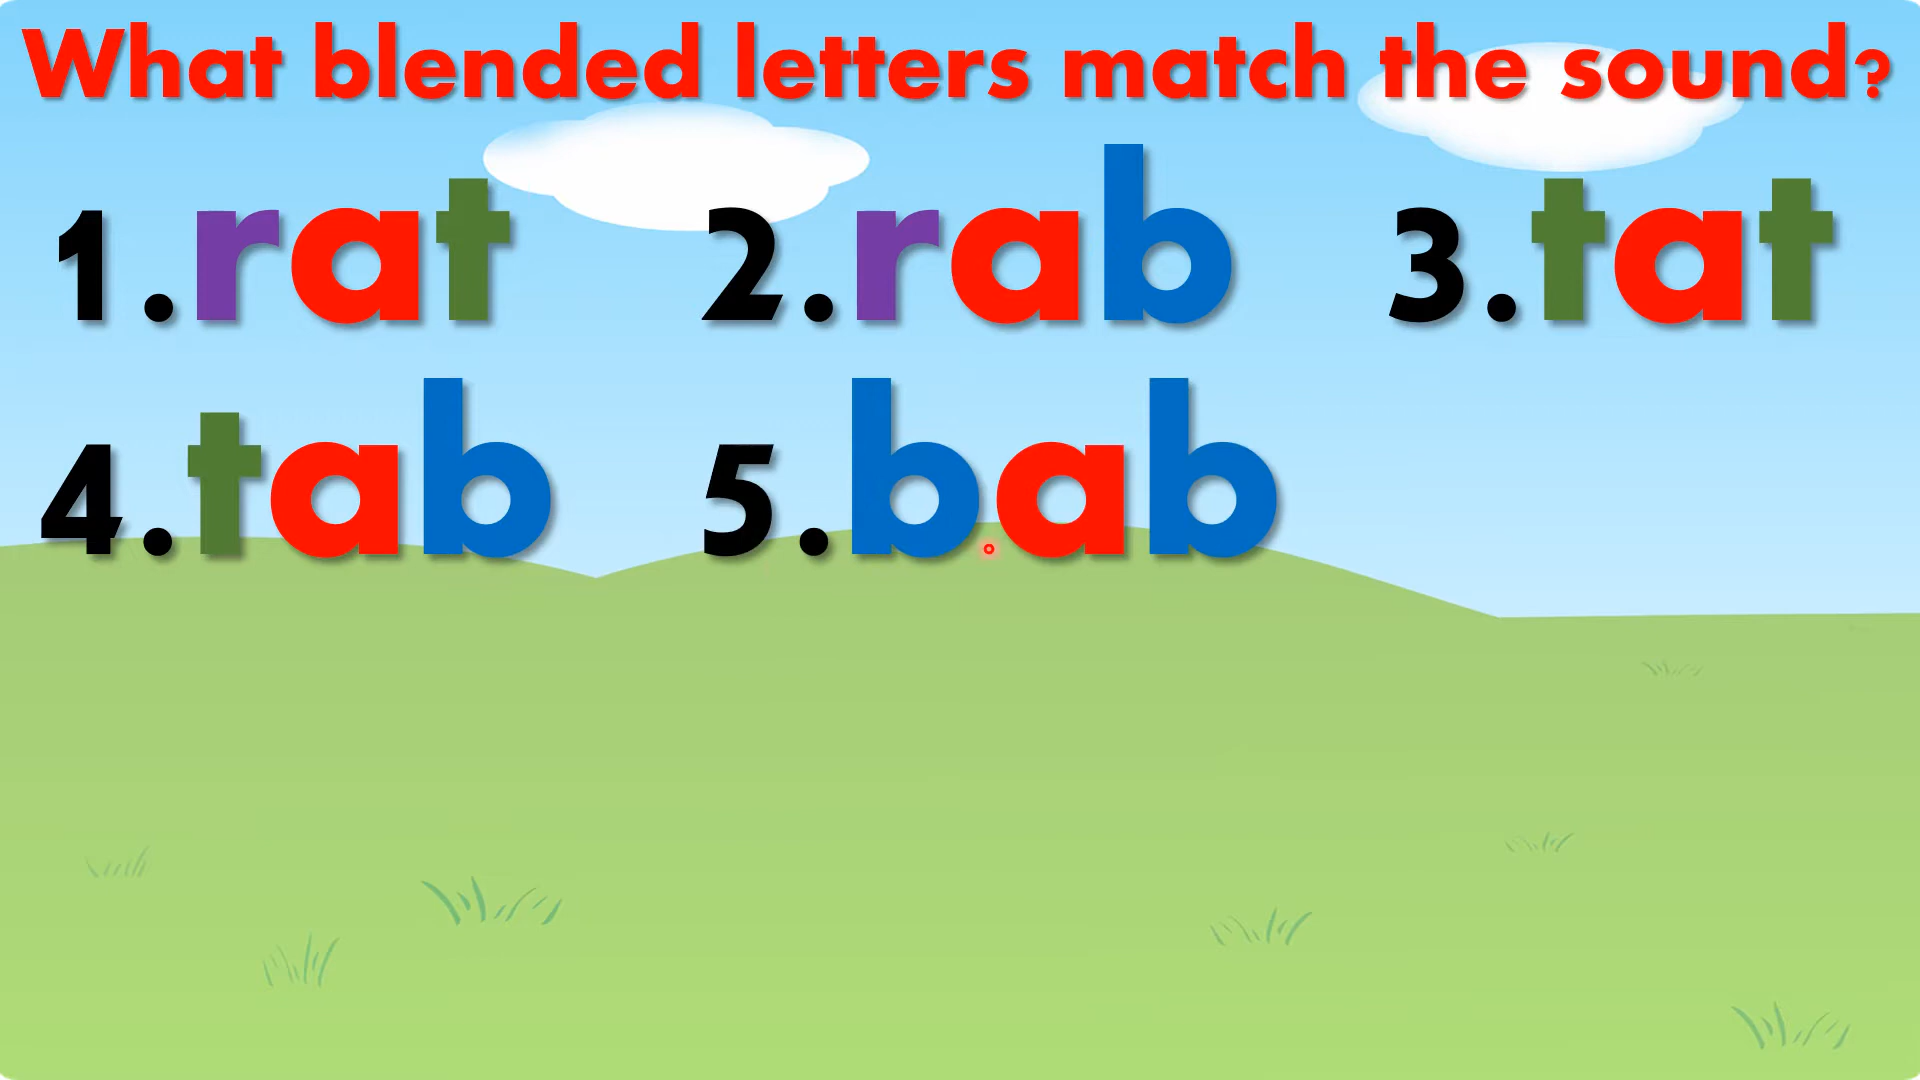 What blended letters match the sound?
1.rat 2.rab 3.tat
4.tab 5.bab